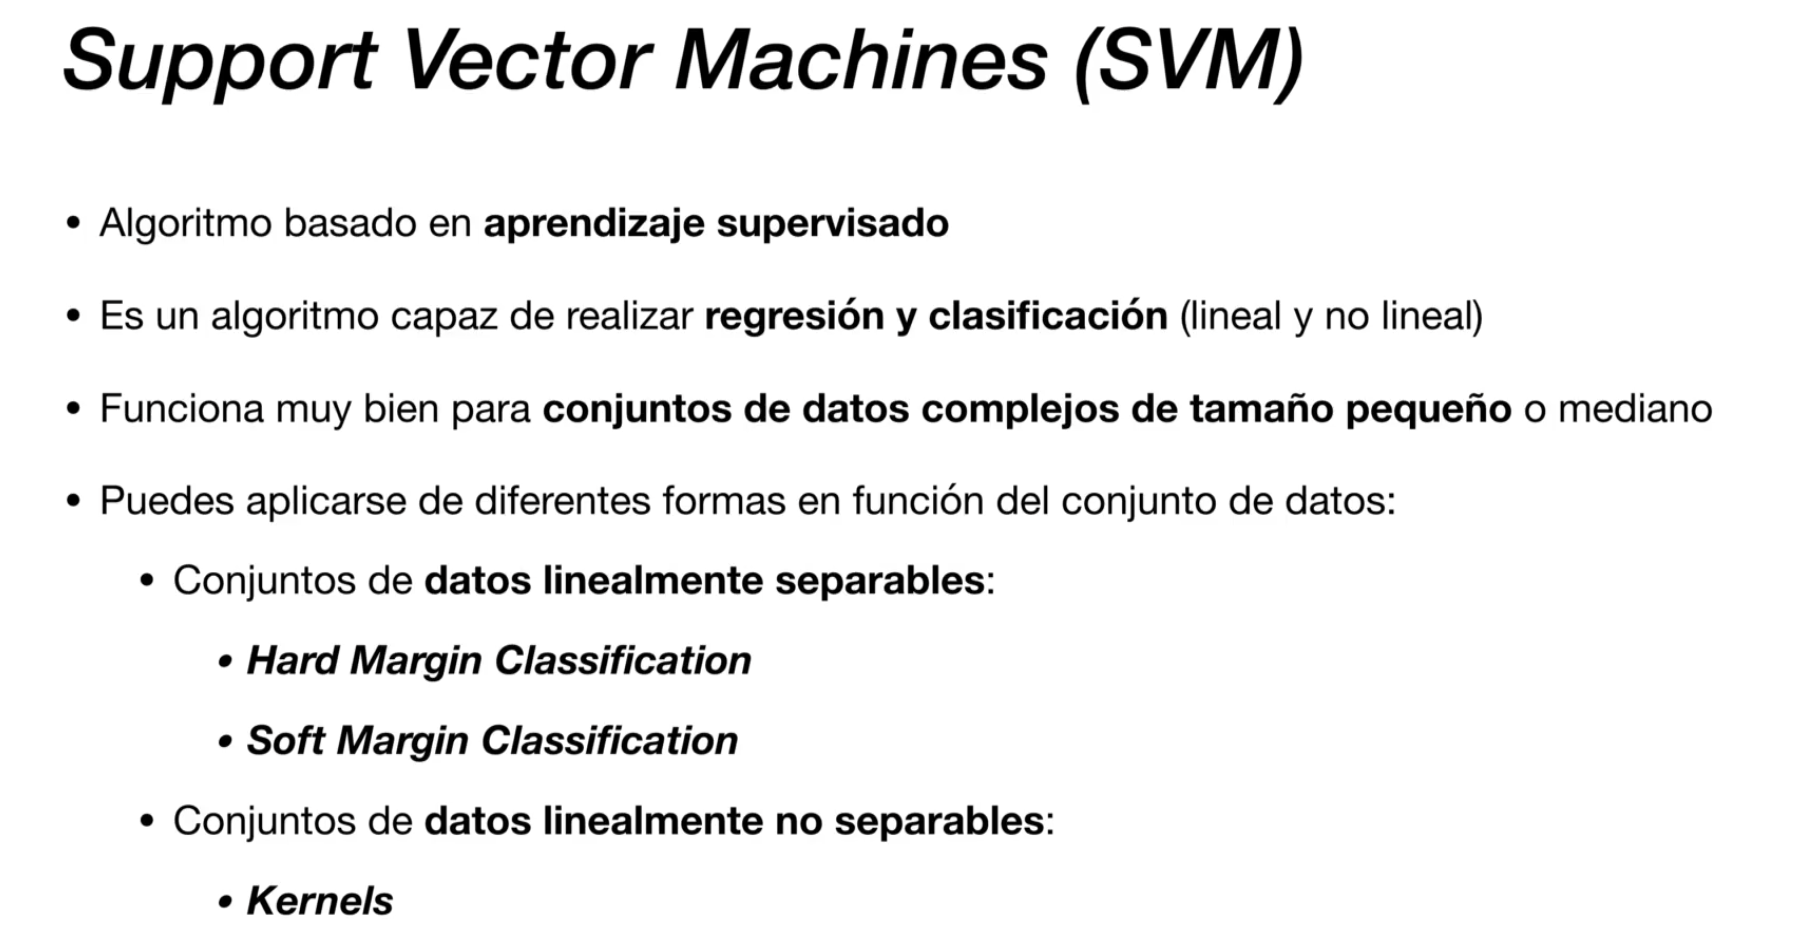 Support Vector Machines (SVM)
• Algoritmo basado en aprendizaje supervisado
• Es un algoritmo capaz de realizar regresión y clasificación (lineal y no lineal)
• Funciona muy bien para conjuntos de datos complejos de tamaño pequeño o mediano
• Puedes aplicarse de diferentes formas en función del conjunto de datos:
• Conjuntos de datos linealmente separables:
• Hard Margin Classification
• Soft Margin Classification
• Conjuntos de datos linealmente no separables:
• Kernels